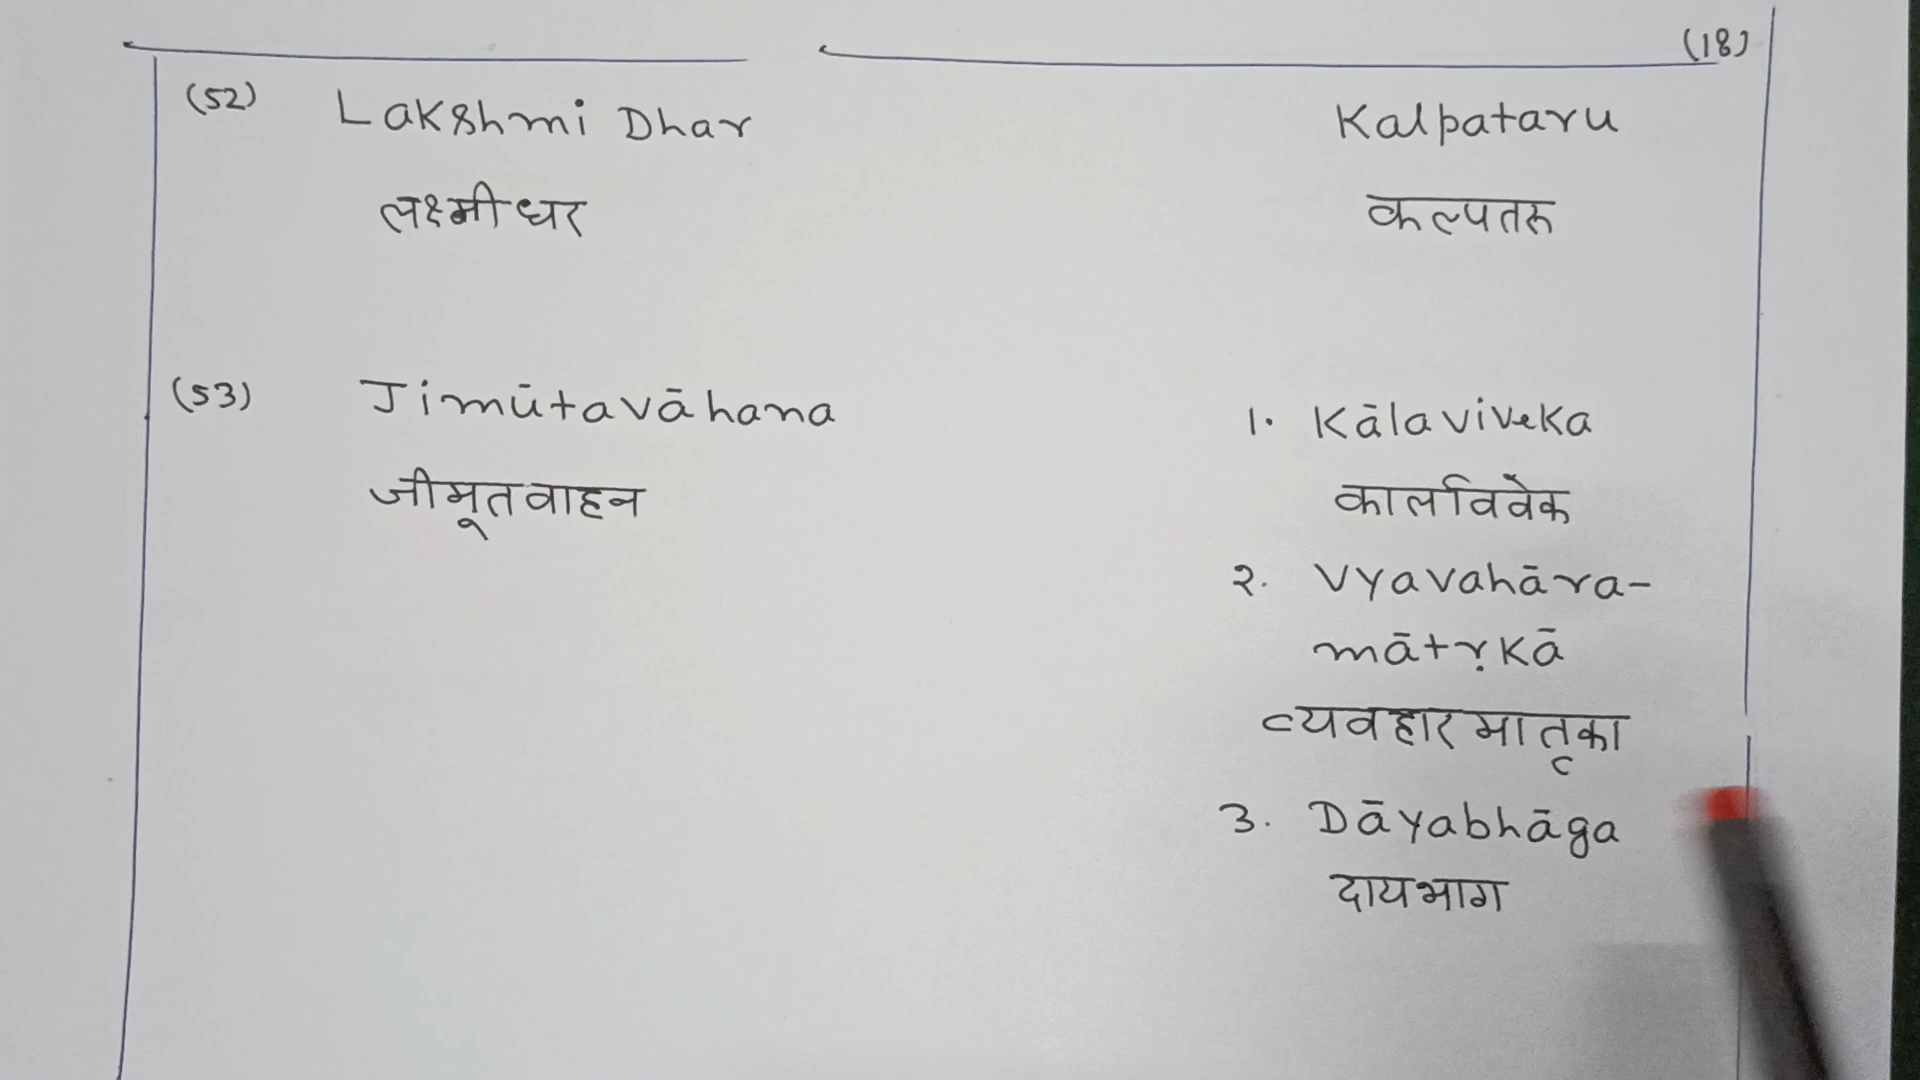 (18)
(52) Lakshmi Dhar Kalpataru
लक्ष्मीधर कल्पतरु
(53) Jimūtavāhana 1. Kālaviveka
जीमूतवाहन कालविवेक
2. Vyavahāra-
mātṛkā
व्यवहारमातृका
3. Dāyabhāga
दायभाग